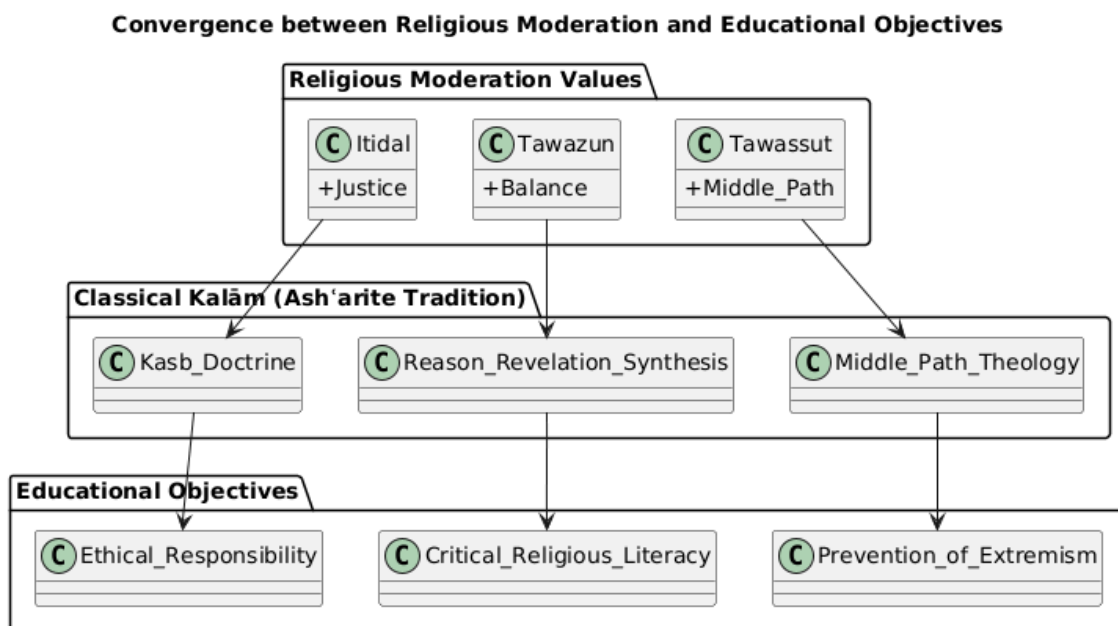 Convergence between Religious Moderation and Educational Objectives
Religious Moderation Values
C Itidal
+Justice
C Tawazun
+Balance
C Tawassut
+Middle_Path
Classical Kalām (Ashʿarite Tradition)
C Kasb_Doctrine
C Reason_Revelation_Synthesis
C Middle_Path_Theology
Educational Objectives
C Ethical_Responsibility
C Critical_Religious_Literacy
C Prevention_of_Extremism